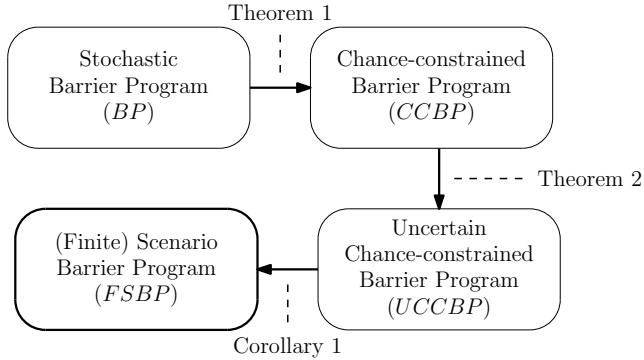 Theorem 1
Stochastic
Barrier Program
(BP)
Chance-constrained
Barrier Program
(CCBP)
Theorem 2
(Finite) Scenario
Barrier Program
(FSBP)
Uncertain
Chance-constrained
Barrier Program
(UCCBP)
Corollary 1